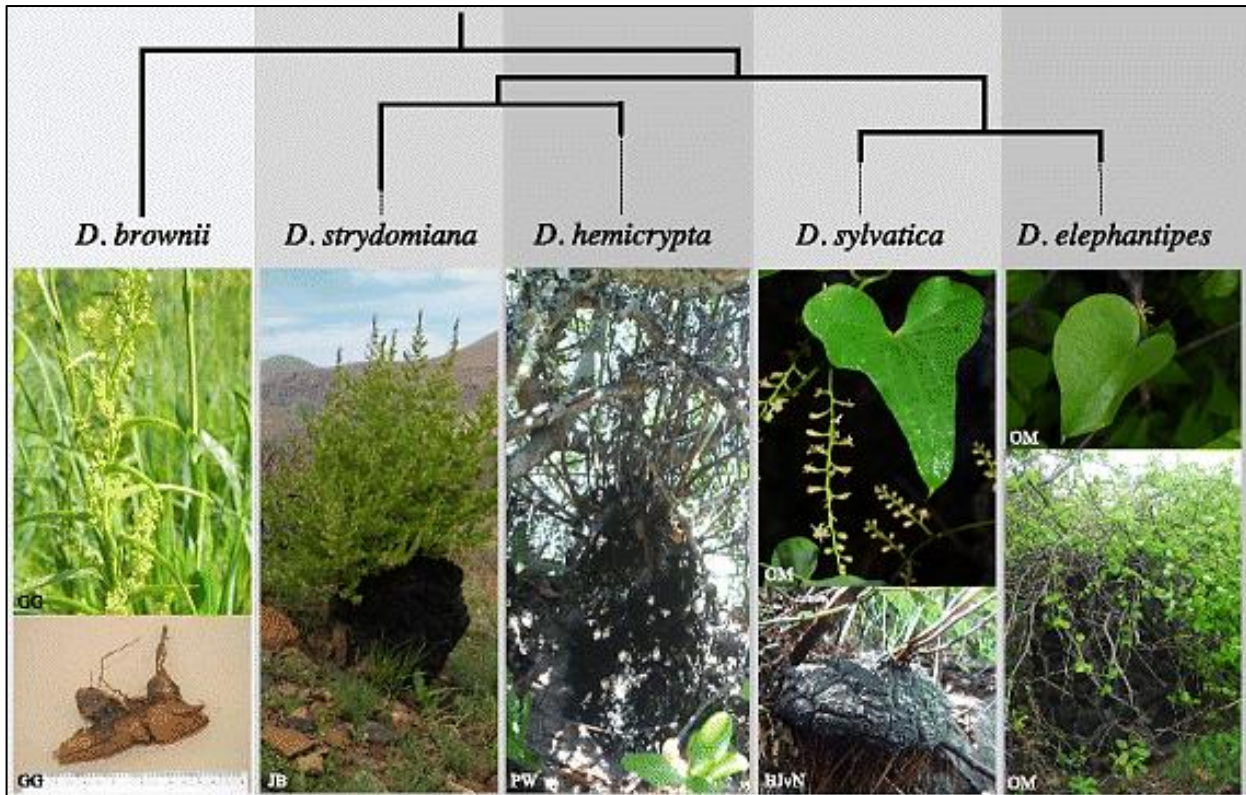 D. brownii
D. strydomiana
D. hemicrypta
D. sylvatica
D. elephantipes
GG
GG
JB
PW
OM
BJvN
OM
OM